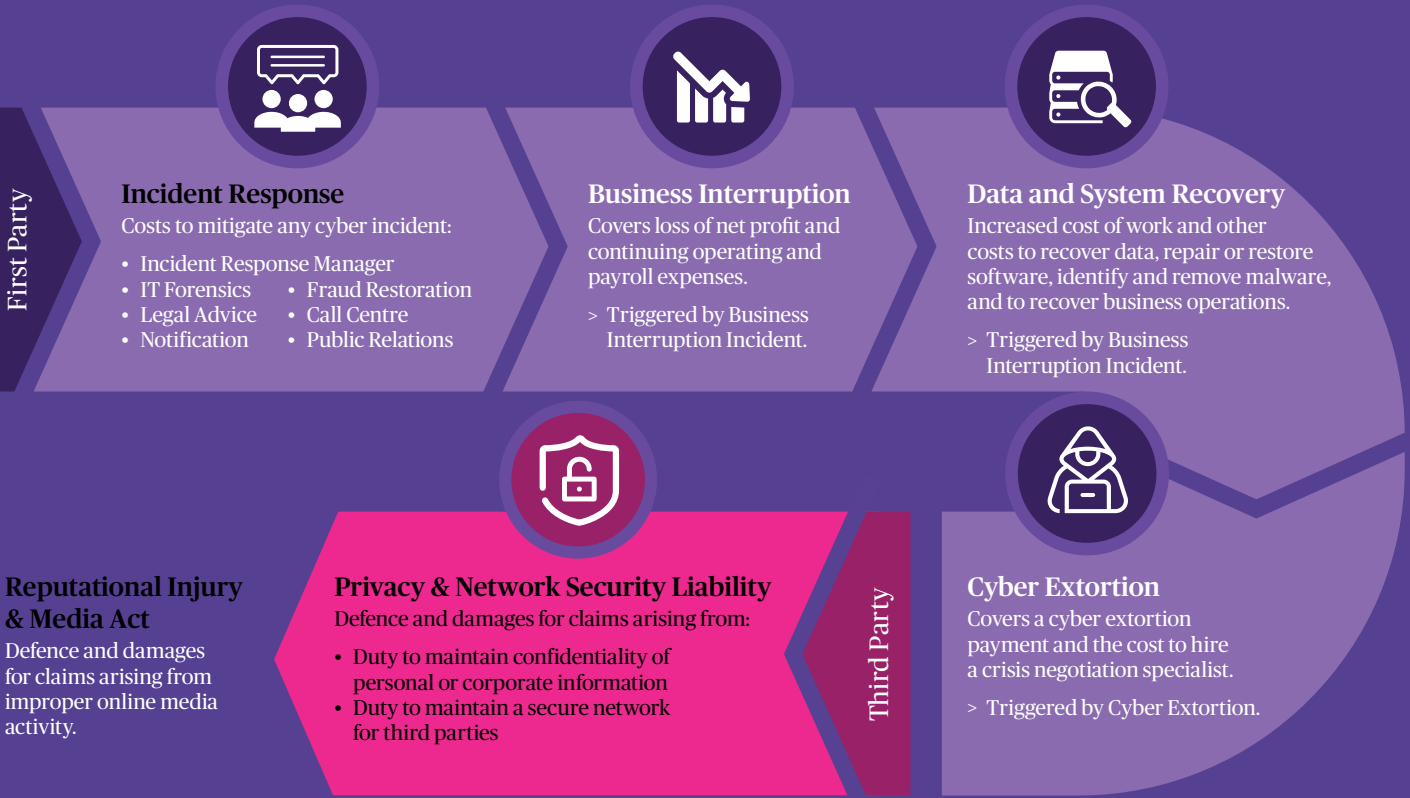 First Party
Incident Response
Costs to mitigate any cyber incident:
• Incident Response Manager
• IT Forensics
• Legal Advice
• Notification
• Fraud Restoration
• Call Centre
• Public Relations
Business Interruption
Covers loss of net profit and
continuing operating and
payroll expenses.
> Triggered by Business
Interruption Incident.
Data and System Recovery
Increased cost of work and other
costs to recover data, repair or restore
software, identify and remove malware,
and to recover business operations.
> Triggered by Business
Interruption Incident.
Cyber Extortion
Covers a cyber extortion
payment and the cost to hire
a crisis negotiation specialist.
> Triggered by Cyber Extortion.
Third Party
Privacy & Network Security Liability
Defence and damages for claims arising from:
• Duty to maintain confidentiality of
personal or corporate information
• Duty to maintain a secure network
for third parties
Reputational Injury
& Media Act
Defence and damages
for claims arising from
improper online media
activity.